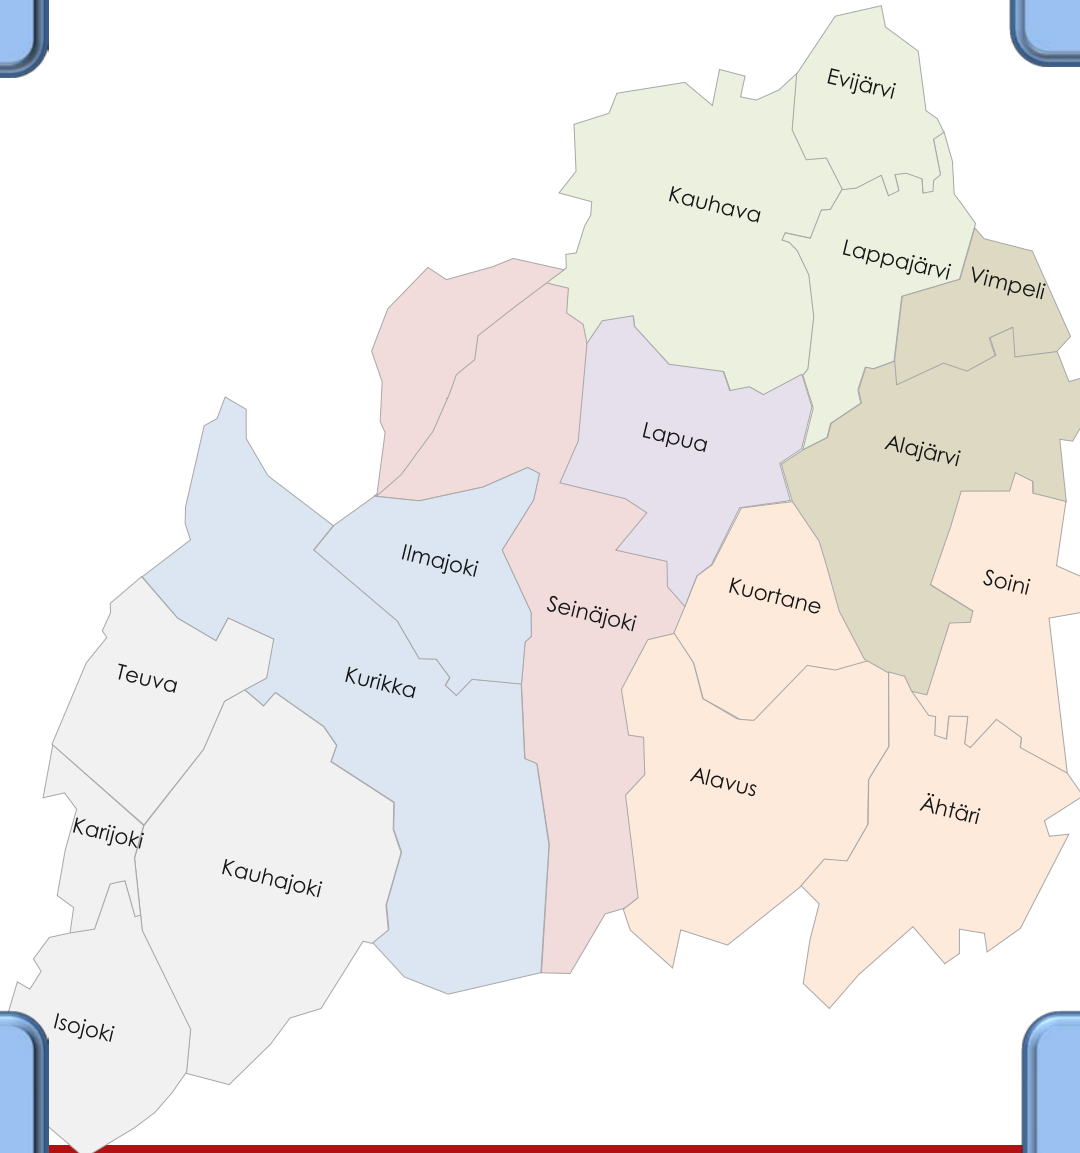 Evijärvi
Kauhava
Lappajärvi
Vimpeli
Lapua
Alajärvi
Ilmajoki
Soini
Kuortane
Seinäjoki
Teuva
Kurikka
Alavus
Ähtäri
Karijoki
Kauhajoki
Isojoki